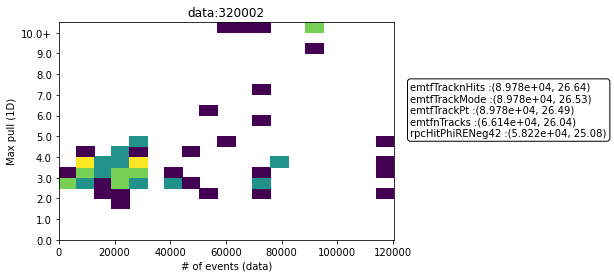 data:320002
10.0+
9.0
8.0
7.0
6.0
5.0
4.0
3.0
2.0
1.0
0.0
Max pull (1D)
0
20000
40000
60000
80000
100000
120000
# of events (data)
emtfTracknHits :(8.978e+04, 26.64)
emtfTrackMode :(8.978e+04, 26.53)
emtfTrackPt :(8.978e+04, 26.49)
emtfnTracks :(6.614e+04, 26.04)
rpcHitPhiRENeg42 :(5.822e+04, 25.08)